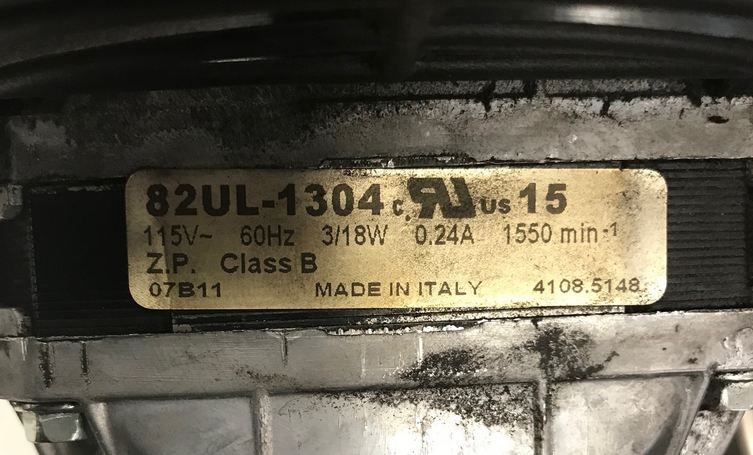 82UL-1304 c RU US 15
115V~ 60Hz 3/18W 0.24A 1550 min-1
Z.P. Class B
07B11 MADE IN ITALY 4108.5148